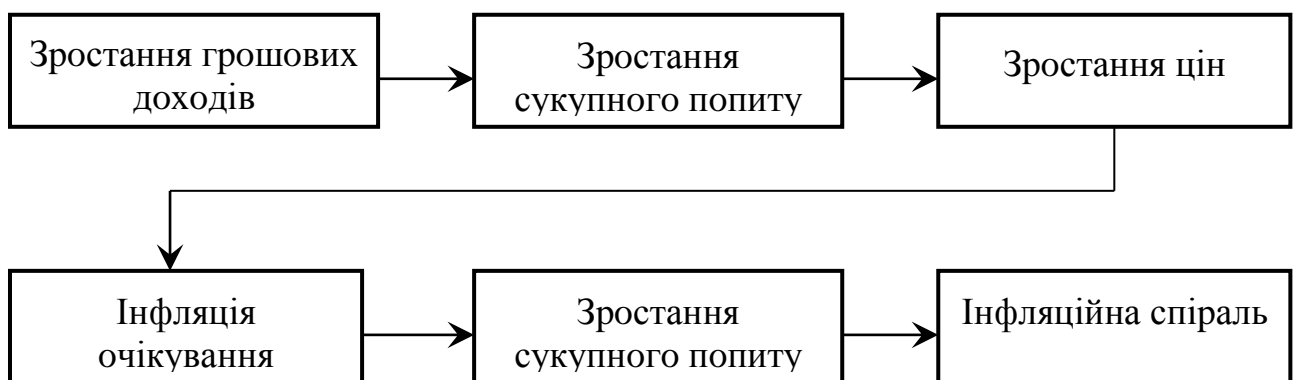 Зростання грошових
доходів
Зростання
сукупного попиту
Зростання цін
Інфляція
очікування
Зростання
сукупного попиту
Інфляційна спіраль